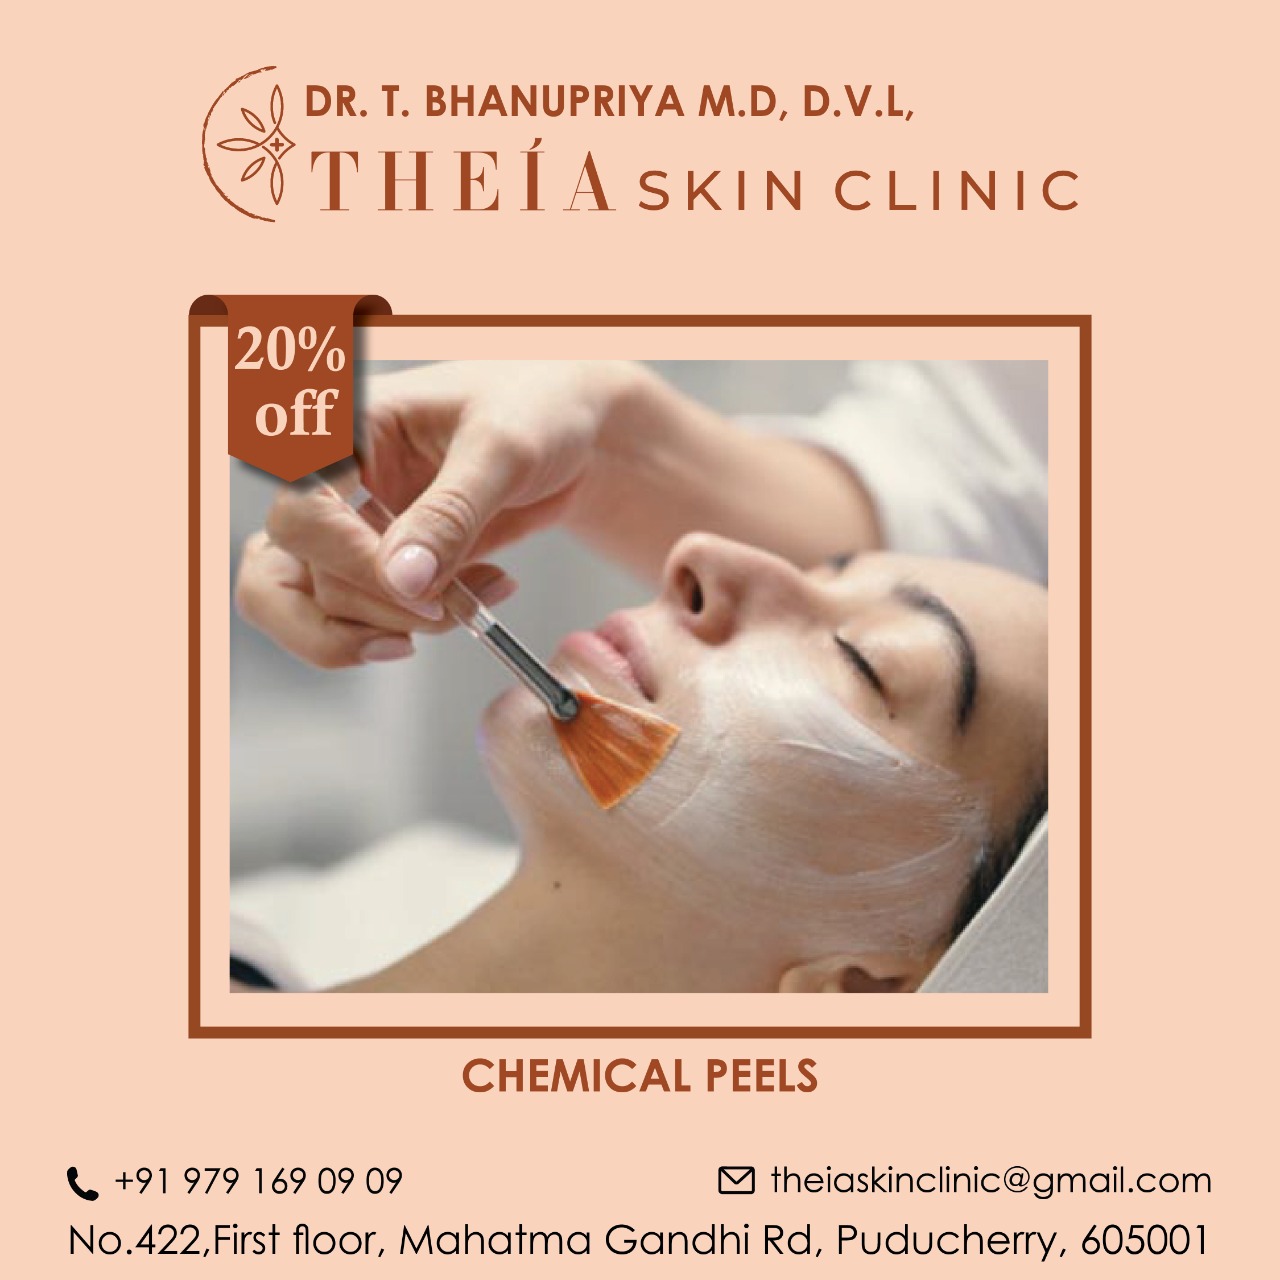 DR. T. BHANUPRIYA M.D, D.V.L,
THEÍA SKIN CLINIC
20%
off
CHEMICAL PEELS
+91 979 169 09 09
theiaskinclinic@gmail.com
No.422,First floor, Mahatma Gandhi Rd, Puducherry, 605001